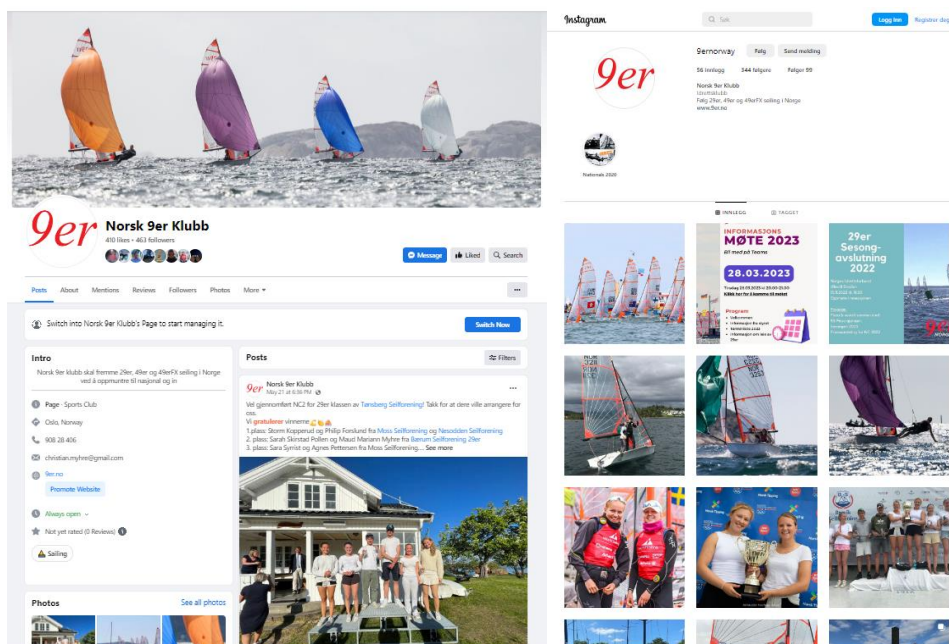 9er
Norsk 9er Klubb
410 likes • 463 followers
Message
Liked
Search
Posts
About
Mentions
Reviews
Followers
Photos
More
Switch into Norsk 9er Klubb's Page to start managing it.
Switch Now
Intro
Norsk 9er klubb skal fremme 29er, 49er og 49erFX seiling i Norge
ved å oppmuntre til nasjonal og in
Page · Sports Club
Oslo, Norway
908 28 406
christian.myhre@gmail.com
9er.no
Promote Website
Always open
Not yet rated (0 Reviews)
Sailing
Photos
See all photos
Posts
Filters
9er
Norsk 9er Klubb
May 21 at 8:36 PM
Vel gjennomført NC2 for 29er klassen av Tønsberg Seilforening! Takk for at dere ville arrangere for
oss.
Vi gratulerer vinnerne
1.plass: Storm Kopperud og Philip Forslund fra Moss Seilforening og Nesodden Seilforening
2. plass: Sarah Skirstad Pollen og Maud Mariann Myhre fra Bærum Seilforening 29er
3. plass: Sara Syrrist og Agnes Pettersen fra Moss Seilforening... See more
Instagram
Søk
Logg inn
Registrer deg
9er
9ernorway
Følg
Send melding
56 innlegg
344 følgere
Følger 99
Norsk 9er Klubb
Idrettsklubb
Følg 29er, 49er og 49erFX seiling i Norge
www.9er.no
Nationals 2020
INNLEGG
TAGGET
INFORMASJONS
MØTE 2023
Bli med på Teams
28.03.2023
Program
29er
Sesong-
avslutning
2022